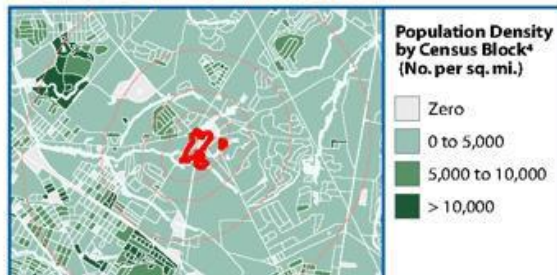 Population Density
by Census Block⁴
(No. per sq. mi.)
Zero
0 to 5,000
5,000 to 10,000
> 10,000